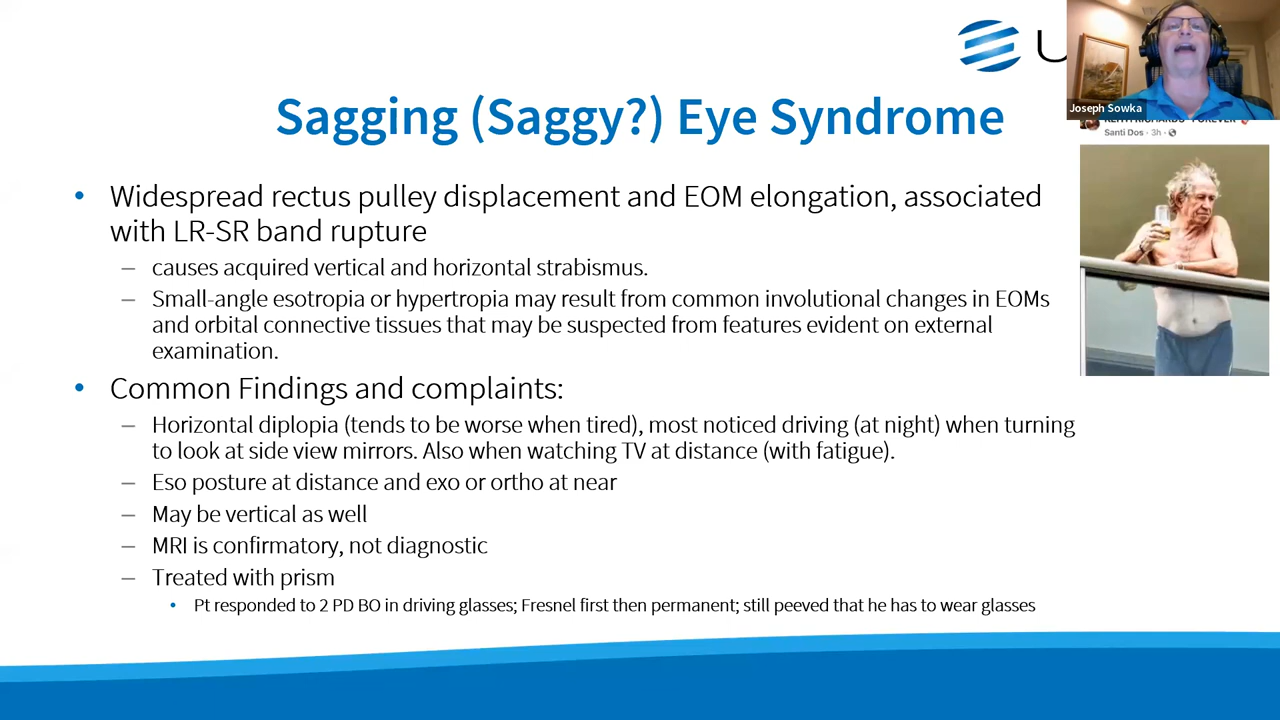 U
Joseph Sowka
Santi Dos · 3h ·
Sagging (Saggy?) Eye Syndrome
• Widespread rectus pulley displacement and EOM elongation, associated
with LR-SR band rupture
– causes acquired vertical and horizontal strabismus.
– Small-angle esotropia or hypertropia may result from common involutional changes in EOMs
and orbital connective tissues that may be suspected from features evident on external
examination.
• Common Findings and complaints:
– Horizontal diplopia (tends to be worse when tired), most noticed driving (at night) when turning
to look at side view mirrors. Also when watching TV at distance (with fatigue).
– Eso posture at distance and exo or ortho at near
– May be vertical as well
– MRI is confirmatory, not diagnostic
– Treated with prism
• Pt responded to 2 PD BO in driving glasses; Fresnel first then permanent; still peeved that he has to wear glasses